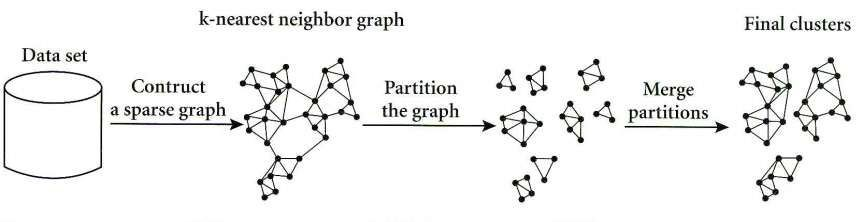 k-nearest neighbor graph
Final clusters
Data set
Contruct
a sparse graph
Partition
the graph
Merge
partitions